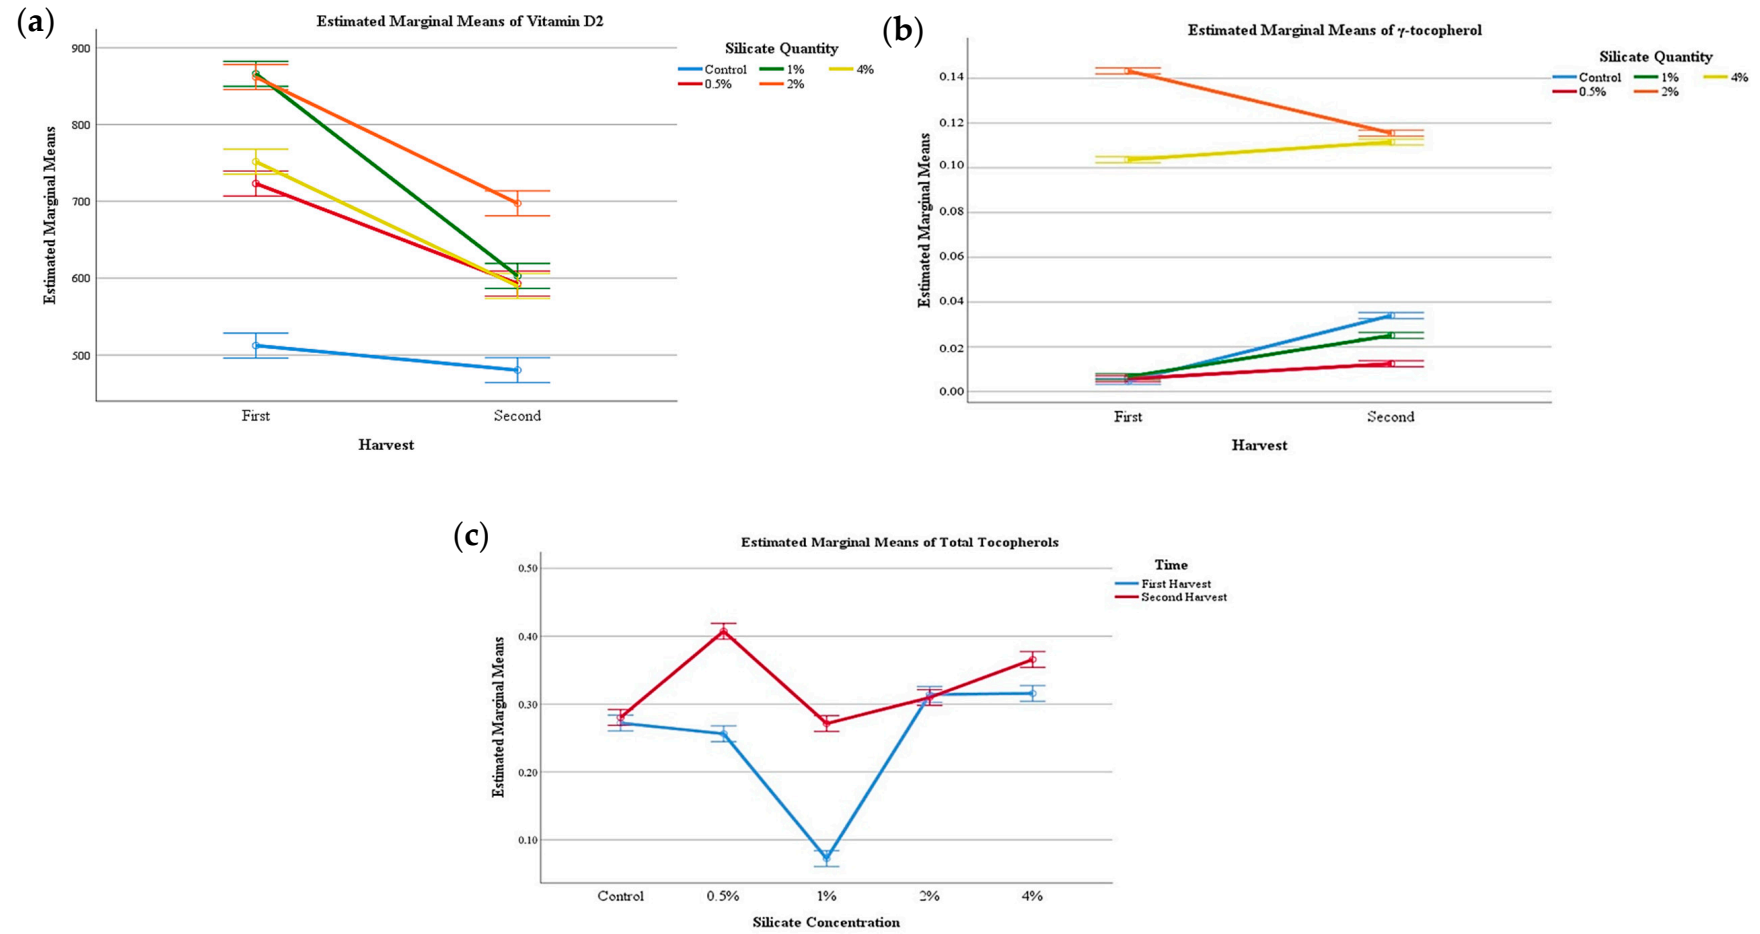 (a)
Estimated Marginal Means of Vitamin D2
Silicate Quantity
Control 1% 4%
0.5% 2%
Estimated Marginal Means
900
800
700
600
500
First Second
Harvest
(b)
Estimated Marginal Means of γ-tocopherol
Silicate Quantity
Control 1% 4%
0.5% 2%
Estimated Marginal Means
0.14
0.12
0.10
0.08
0.06
0.04
0.02
0.00
First Second
Harvest
(c)
Estimated Marginal Means of Total Tocopherols
Time
First Harvest
Second Harvest
Estimated Marginal Means
0.50
0.40
0.30
0.20
0.10
Control 0.5% 1% 2% 4%
Silicate Concentration